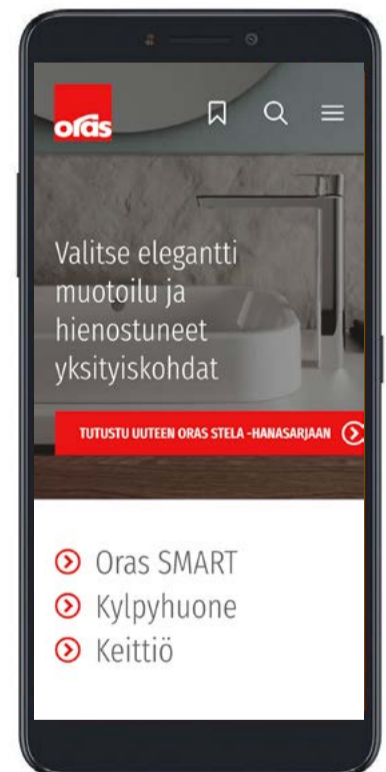 oras
Valitse elegantti
muotoilu ja
hienostuneet
yksityiskohdat
TUTUSTU UUTEEN ORAS STELA -HANASARJAAN
Oras SMART
Kylpyhuone
Keittiö